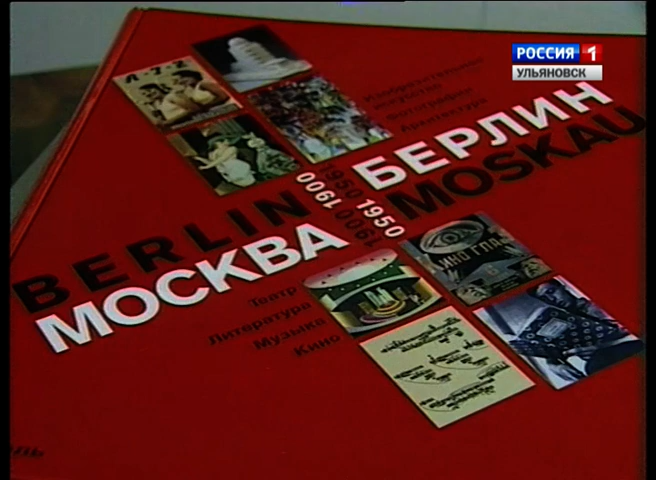 РОССИЯ 1
УЛЬЯНОВСК
Изобразительное
искусство
Фотография
Архитектура
БЕРЛИН
MOSKAU
1950 1950
1900 1900
BERLIN
МОСКВА
Театр
Литература
Музыка
Кино
КИНО ГЛАЗ